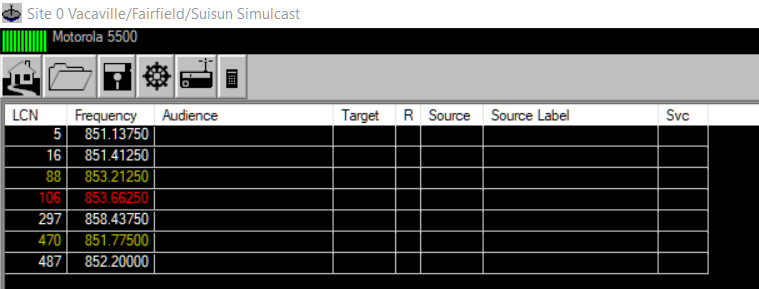 Site 0 Vacaville/Fairfield/Suisun Simulcast
Motorola 5500
LCN Frequency Audience Target R Source Source Label Svc
5 851.13750
16 851.41250
88 853.21250
106 853.66250
297 858.43750
470 851.77500
487 852.20000